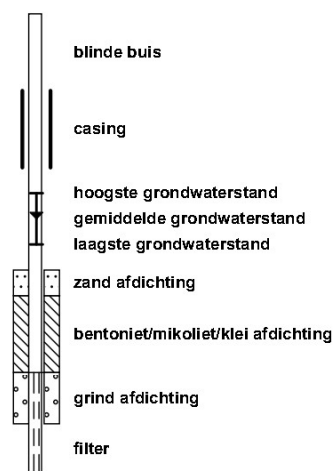 blinde buis
casing
hoogste grondwaterstand
gemiddelde grondwaterstand
laagste grondwaterstand
zand afdichting
bentoniet/mikoliet/klei afdichting
grind afdichting
filter